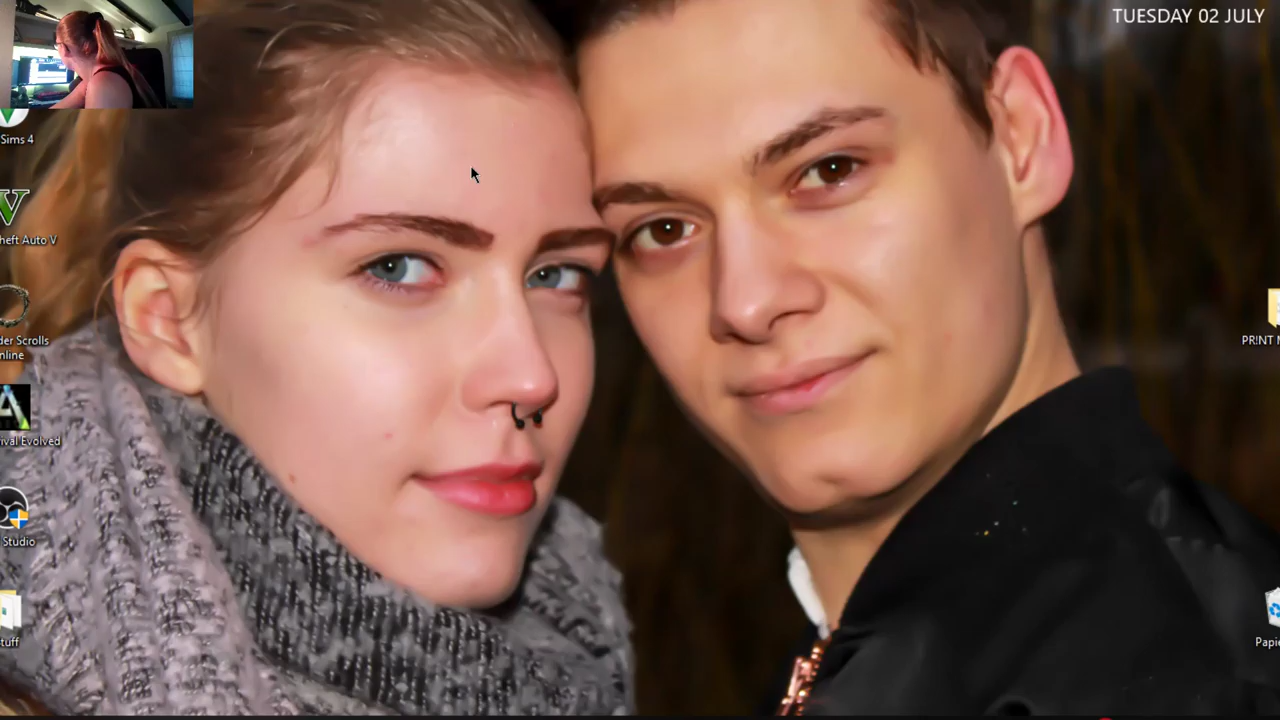 TUESDAY 02 JULY
Sims 4
heft Auto V
der Scrolls
nline
ival Evolved
Studio
tuff
PR!NT
Papie